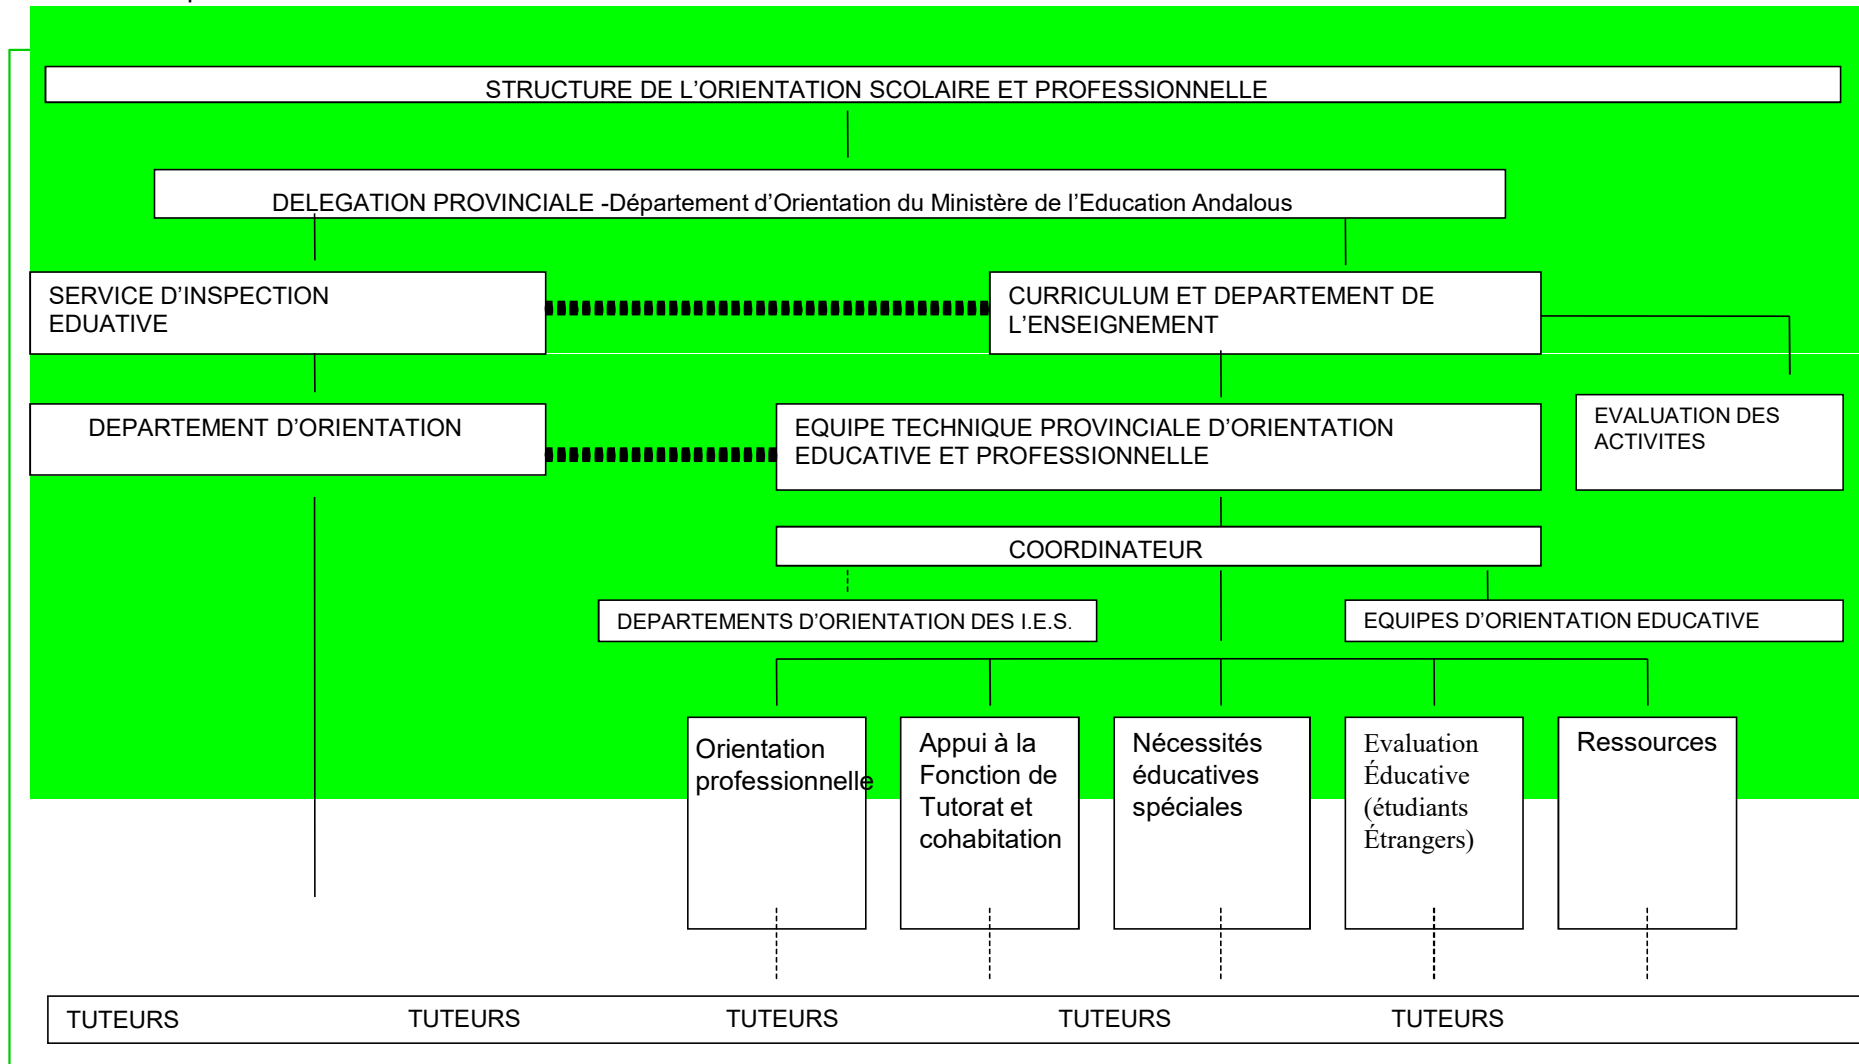 STRUCTURE DE L’ORIENTATION SCOLAIRE ET PROFESSIONNELLE
DELEGATION PROVINCIALE -Département d’Orientation du Ministère de l’Education Andalous
SERVICE D’INSPECTION
EDUATIVE
CURRICULUM ET DEPARTEMENT DE
L’ENSEIGNEMENT
DEPARTEMENT D’ORIENTATION
EQUIPE TECHNIQUE PROVINCIALE D’ORIENTATION
EDUCATIVE ET PROFESSIONNELLE
EVALUATION DES
ACTIVITES
COORDINATEUR
DEPARTEMENTS D’ORIENTATION DES I.E.S.
EQUIPES D’ORIENTATION EDUCATIVE
Orientation
professionnelle
Appui à la
Fonction de
Tutorat et
cohabitation
Nécessités
éducatives
spéciales
Evaluation
Éducative
(étudiants
Étrangers)
Ressources
TUTEURS TUTEURS TUTEURS TUTEURS TUTEURS